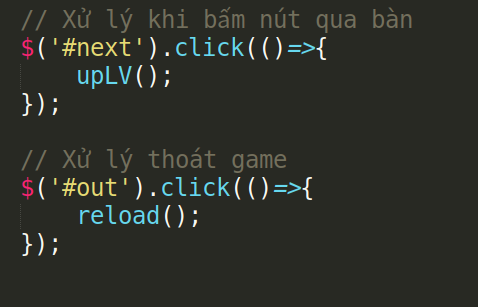 // Xử lý khi bấm nút qua bàn
$('#next').click(()=>{
    upLV();
});

// Xử lý thoát game
$('#out').click(()=>{
    reload();
});